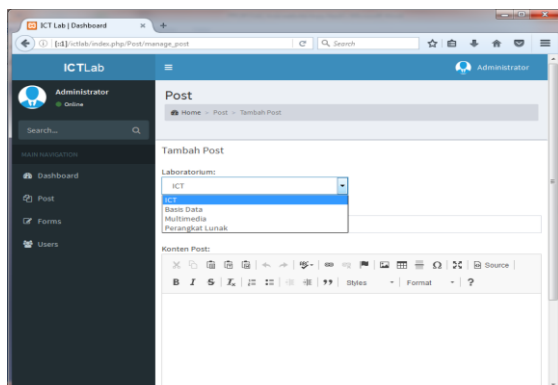 ICT Lab | Dashboard
[::1]/ictlab/index.php/Post/manage_post
Search
ICTLab
Administrator
Administrator
Online
Search...
MAIN NAVIGATION
Dashboard
Post
Forms
Users
Post
Home > Post > Tambah Post
Tambah Post
Laboratorium:
ICT
ICT
Basis Data
Multimedia
Perangkat Lunak
Konten Post:
Source
B I S Ix Styles Format ?